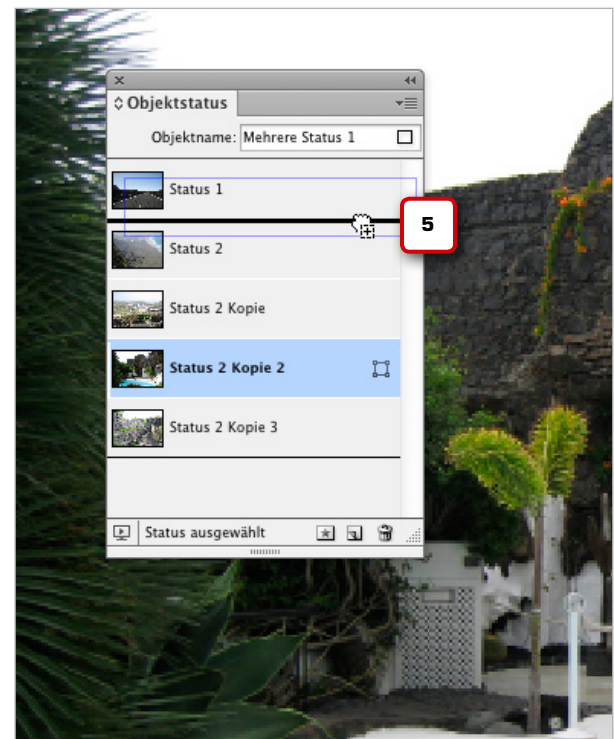 Objektstatus
Objektname: Mehrere Status 1
Status 1
5
Status 2
Status 2 Kopie
Status 2 Kopie 2
Status 2 Kopie 3
Status ausgewählt